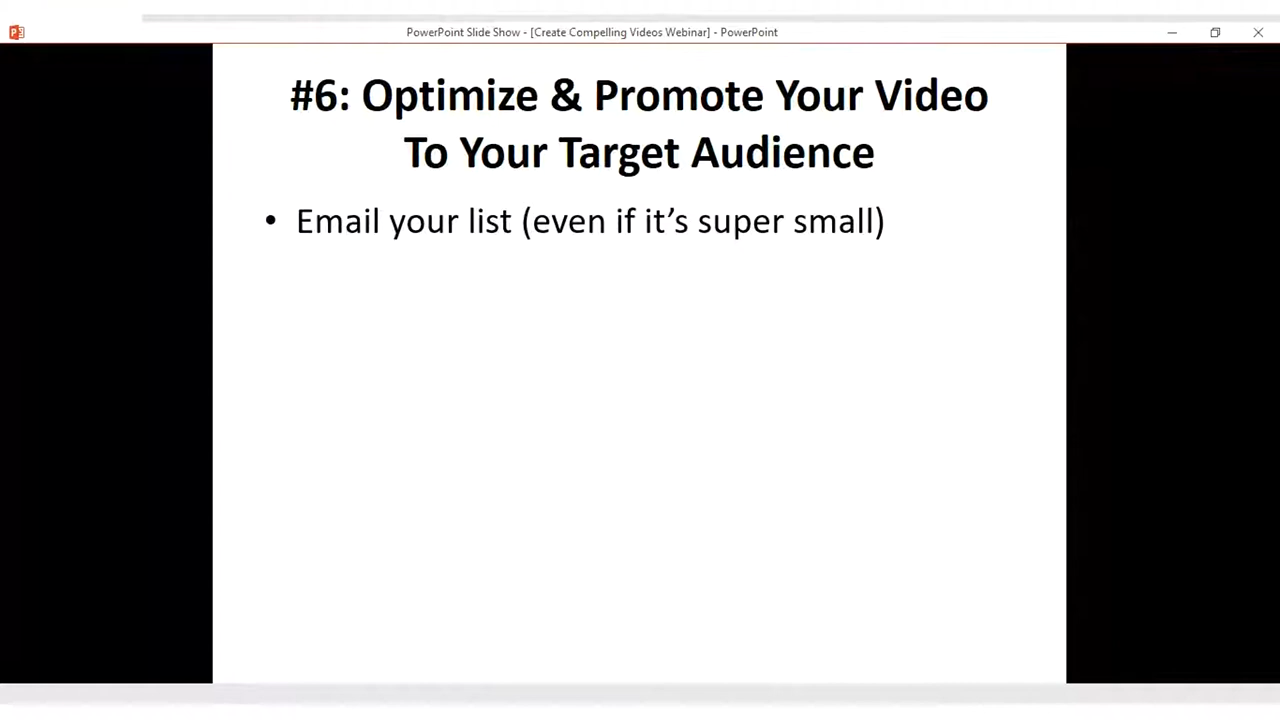 PowerPoint Slide Show - [Create Compelling Videos Webinar] - PowerPoint
#6: Optimize & Promote Your Video
To Your Target Audience
• Email your list (even if it’s super small)